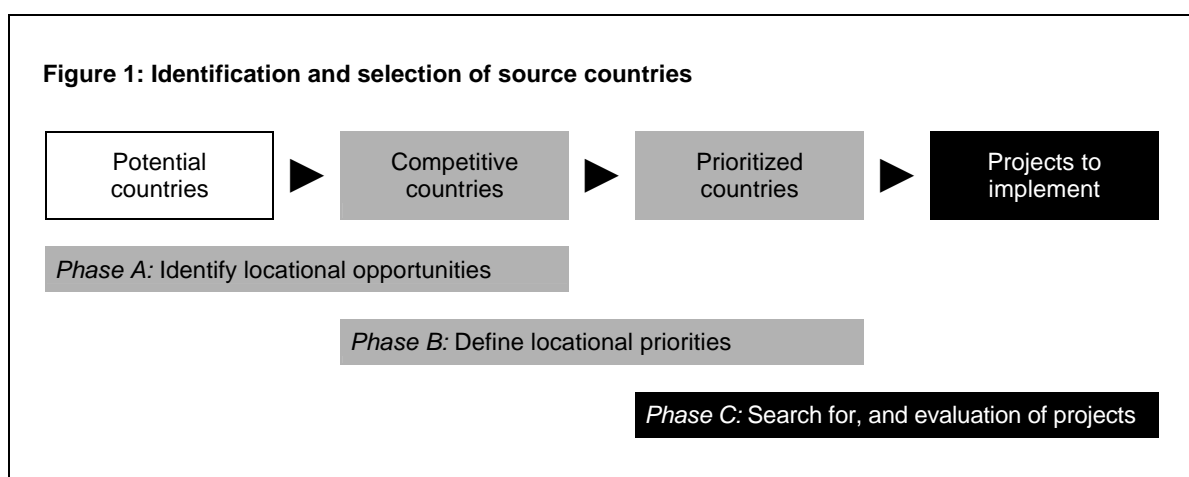 Figure 1: Identification and selection of source countries
Potential
countries
Competitive
countries
Prioritized
countries
Projects to
implement
Phase A: Identify locational opportunities
Phase B: Define locational priorities
Phase C: Search for, and evaluation of projects